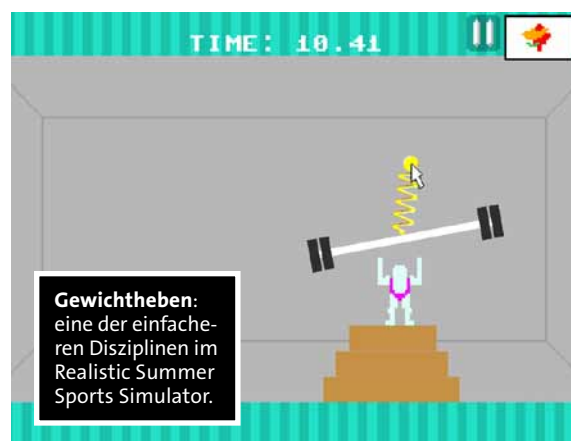 TIME: 10.41
Gewichtheben:
eine der einfache-
ren Disziplinen im
Realistic Summer
Sports Simulator.